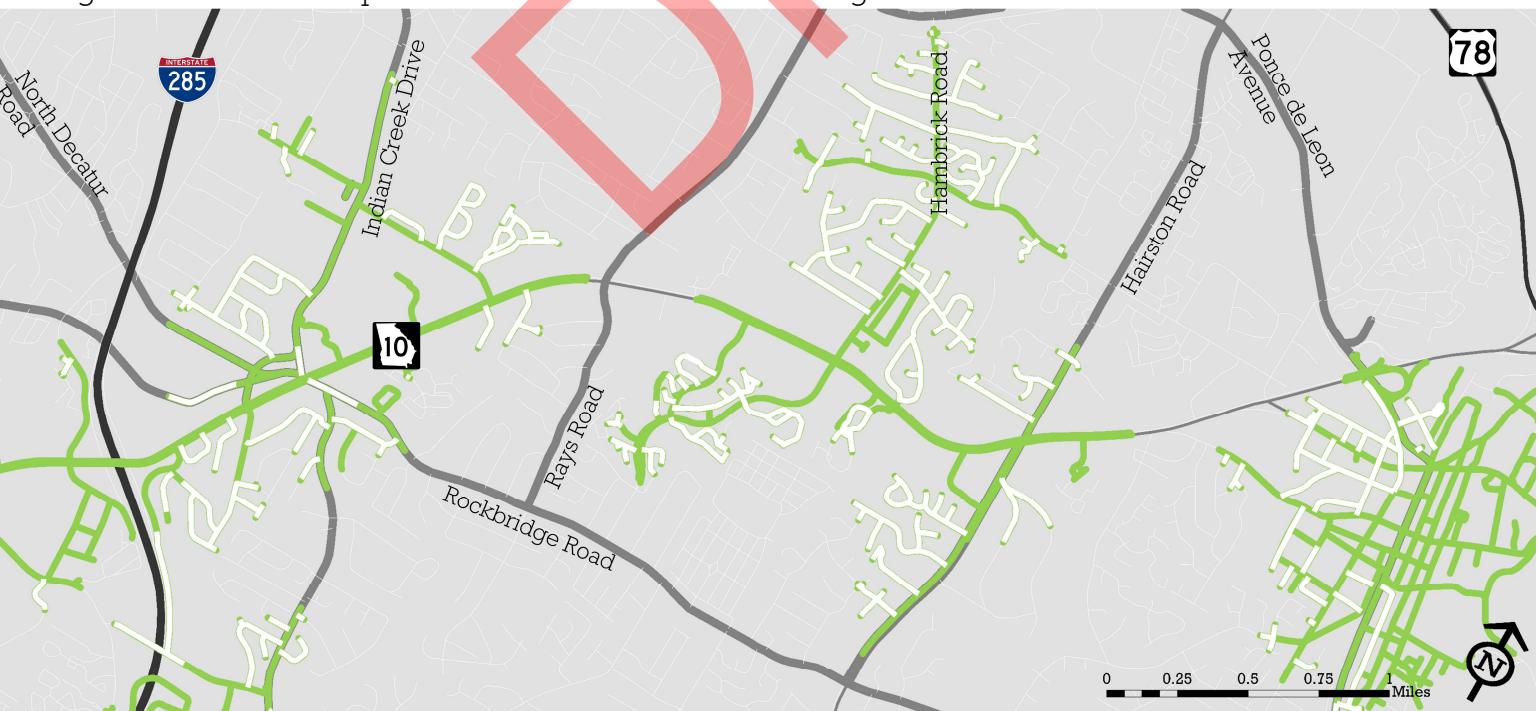 INTERSTATE
285
North Decatur
Road
Indian Creek Drive
10
Rays Road
Rockbridge Road
Hambrick Road
Hairston Road
Ponce de Leon
Avenue
78
0 0.25 0.5 0.75 1
Miles
N